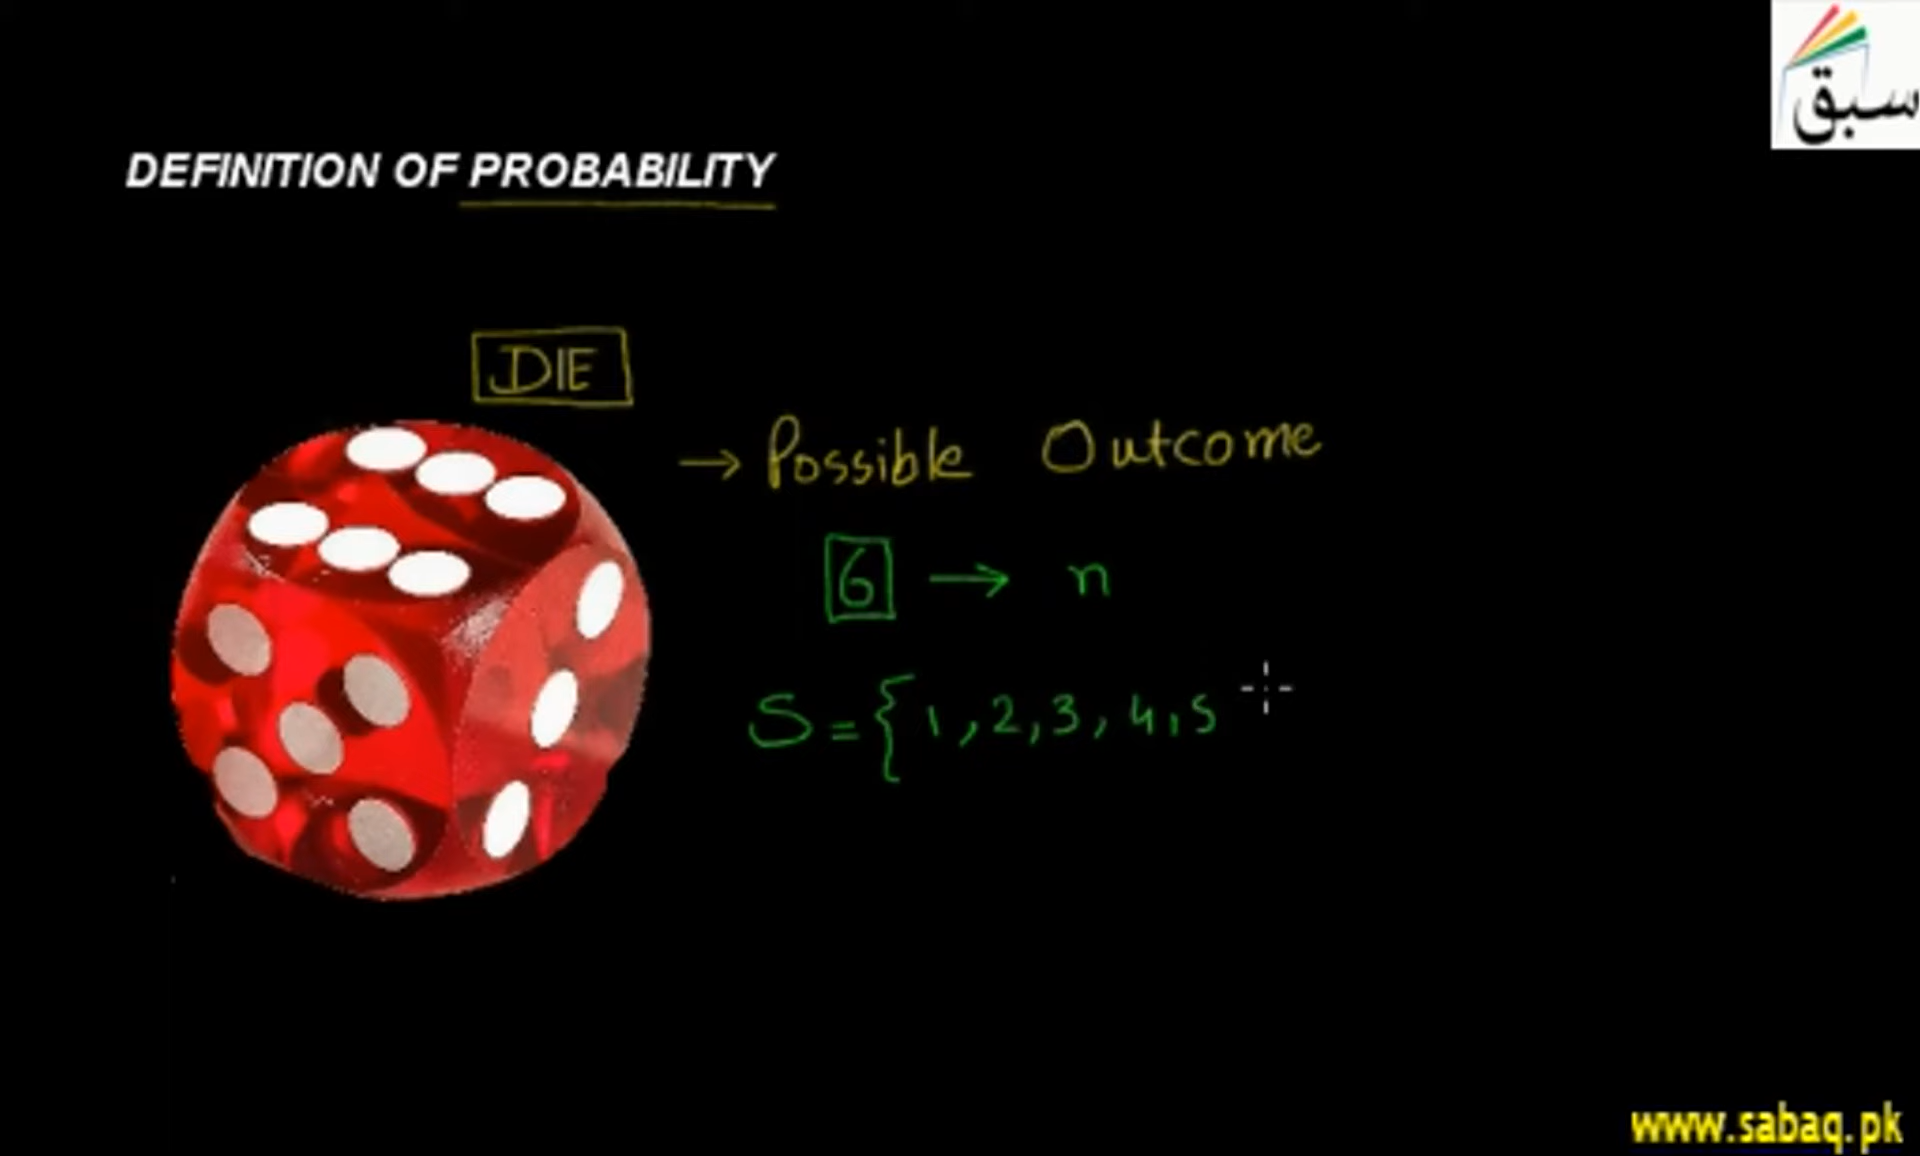 سبق
DEFINITION OF PROBABILITY
DIE
→ Possible Outcome
6 → n
S = { 1 , 2 , 3 , 4 , 5
www.sabaq.pk